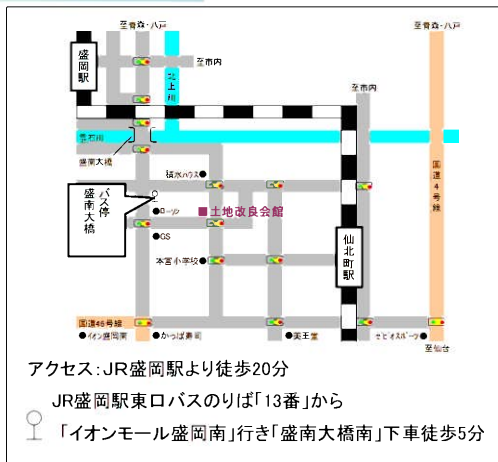 至青森・八戸
至青森・八戸
盛岡駅
至市内
北上川
至市内
雫石川
盛南大橋
国道4号線
積水ハウス
バス停
盛南大橋
ローソン
土地改良会館
GS
仙北町駅
本宮小学校
国道46号線
イオン盛岡南
かっぱ寿司
美王堂
ゼビオスポーツ
至仙台
アクセス:JR盛岡駅より徒歩20分
JR盛岡駅東口バスのりば「13番」から
「イオンモール盛岡南」行き「盛南大橋南」下車徒歩5分